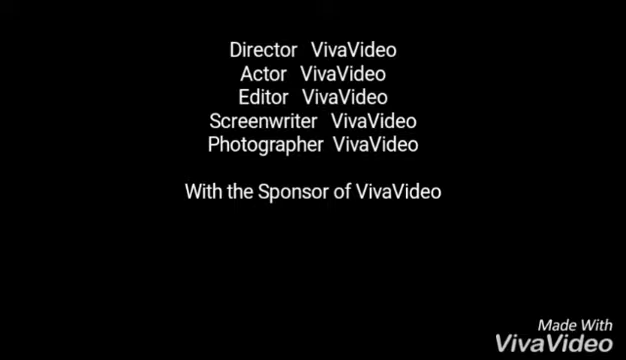 Director VivaVideo
Actor VivaVideo
Editor VivaVideo
Screenwriter VivaVideo
Photographer VivaVideo
With the Sponsor of VivaVideo
Made With
VivaVideo